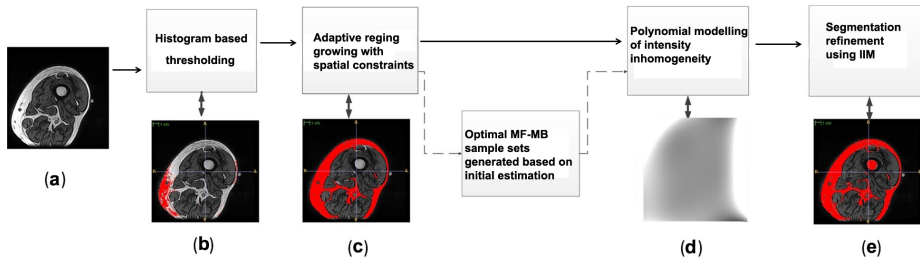 Histogram based
thresholding
Adaptive reging
growing with
spatial constraints
Optimal MF-MB
sample sets
generated based on
initial estimation
Polynomial modelling
of intensity
inhomogeneity
Segmentation
refinement
using IIM
(a)
(b)
(c)
(d)
(e)